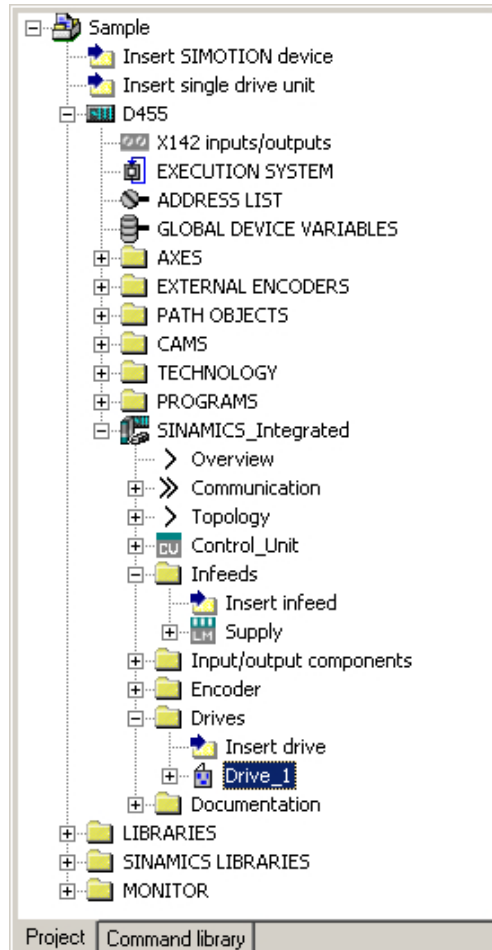 Sample
Insert SIMOTION device
Insert single drive unit
D455
X142 inputs/outputs
EXECUTION SYSTEM
ADDRESS LIST
GLOBAL DEVICE VARIABLES
AXES
EXTERNAL ENCODERS
PATH OBJECTS
CAMS
TECHNOLOGY
PROGRAMS
SINAMICS_Integrated
Overview
Communication
Topology
CU Control_Unit
Infeeds
Insert infeed
LM Supply
Input/output components
Encoder
Drives
Insert drive
Drive_1
Documentation
LIBRARIES
SINAMICS LIBRARIES
MONITOR
Project Command library